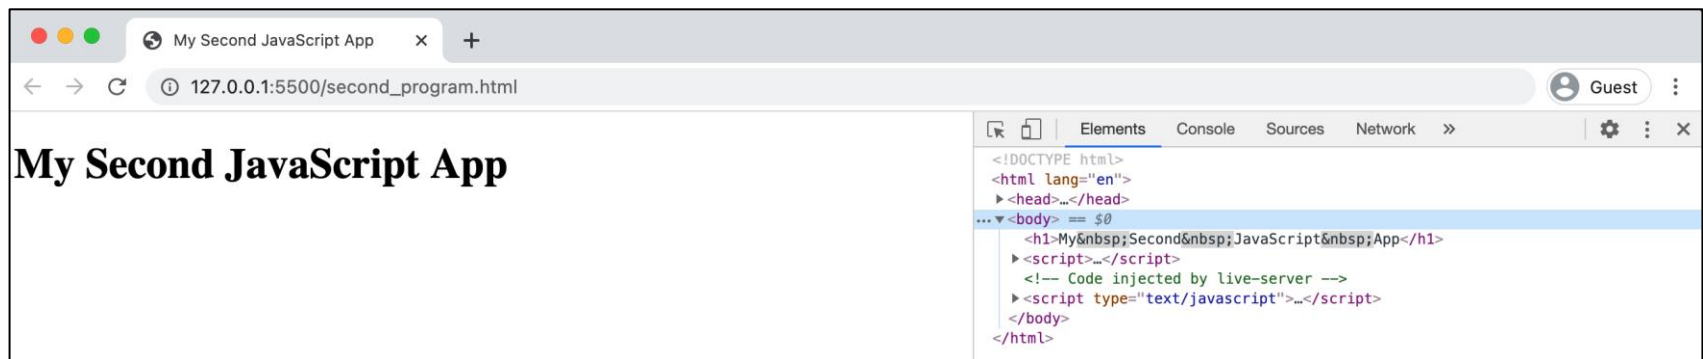 My Second JavaScript App × +
127.0.0.1:5500/second_program.html Guest
My Second JavaScript App
Elements Console Sources Network »
<!DOCTYPE html>
<html lang="en">
<head>…</head>
... <body> == $0
<h1>My&nbsp;Second&nbsp;JavaScript&nbsp;App</h1>
<script>…</script>
<!-- Code injected by live-server -->
<script type="text/javascript">…</script>
</body>
</html>